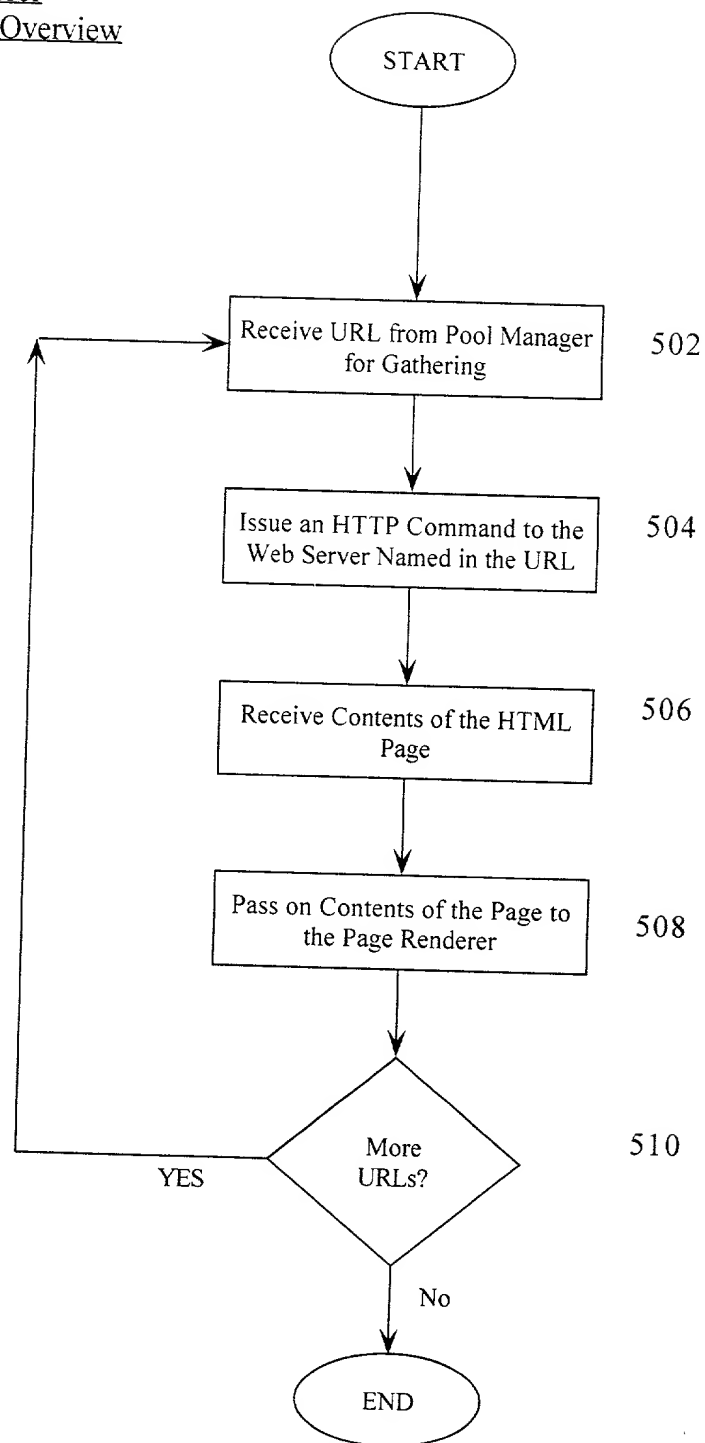 Overview
START
Receive URL from Pool Manager
for Gathering
502
Issue an HTTP Command to the
Web Server Named in the URL
504
Receive Contents of the HTML
Page
506
Pass on Contents of the Page to
the Page Renderer
508
More
URLs?
510
YES
No
END